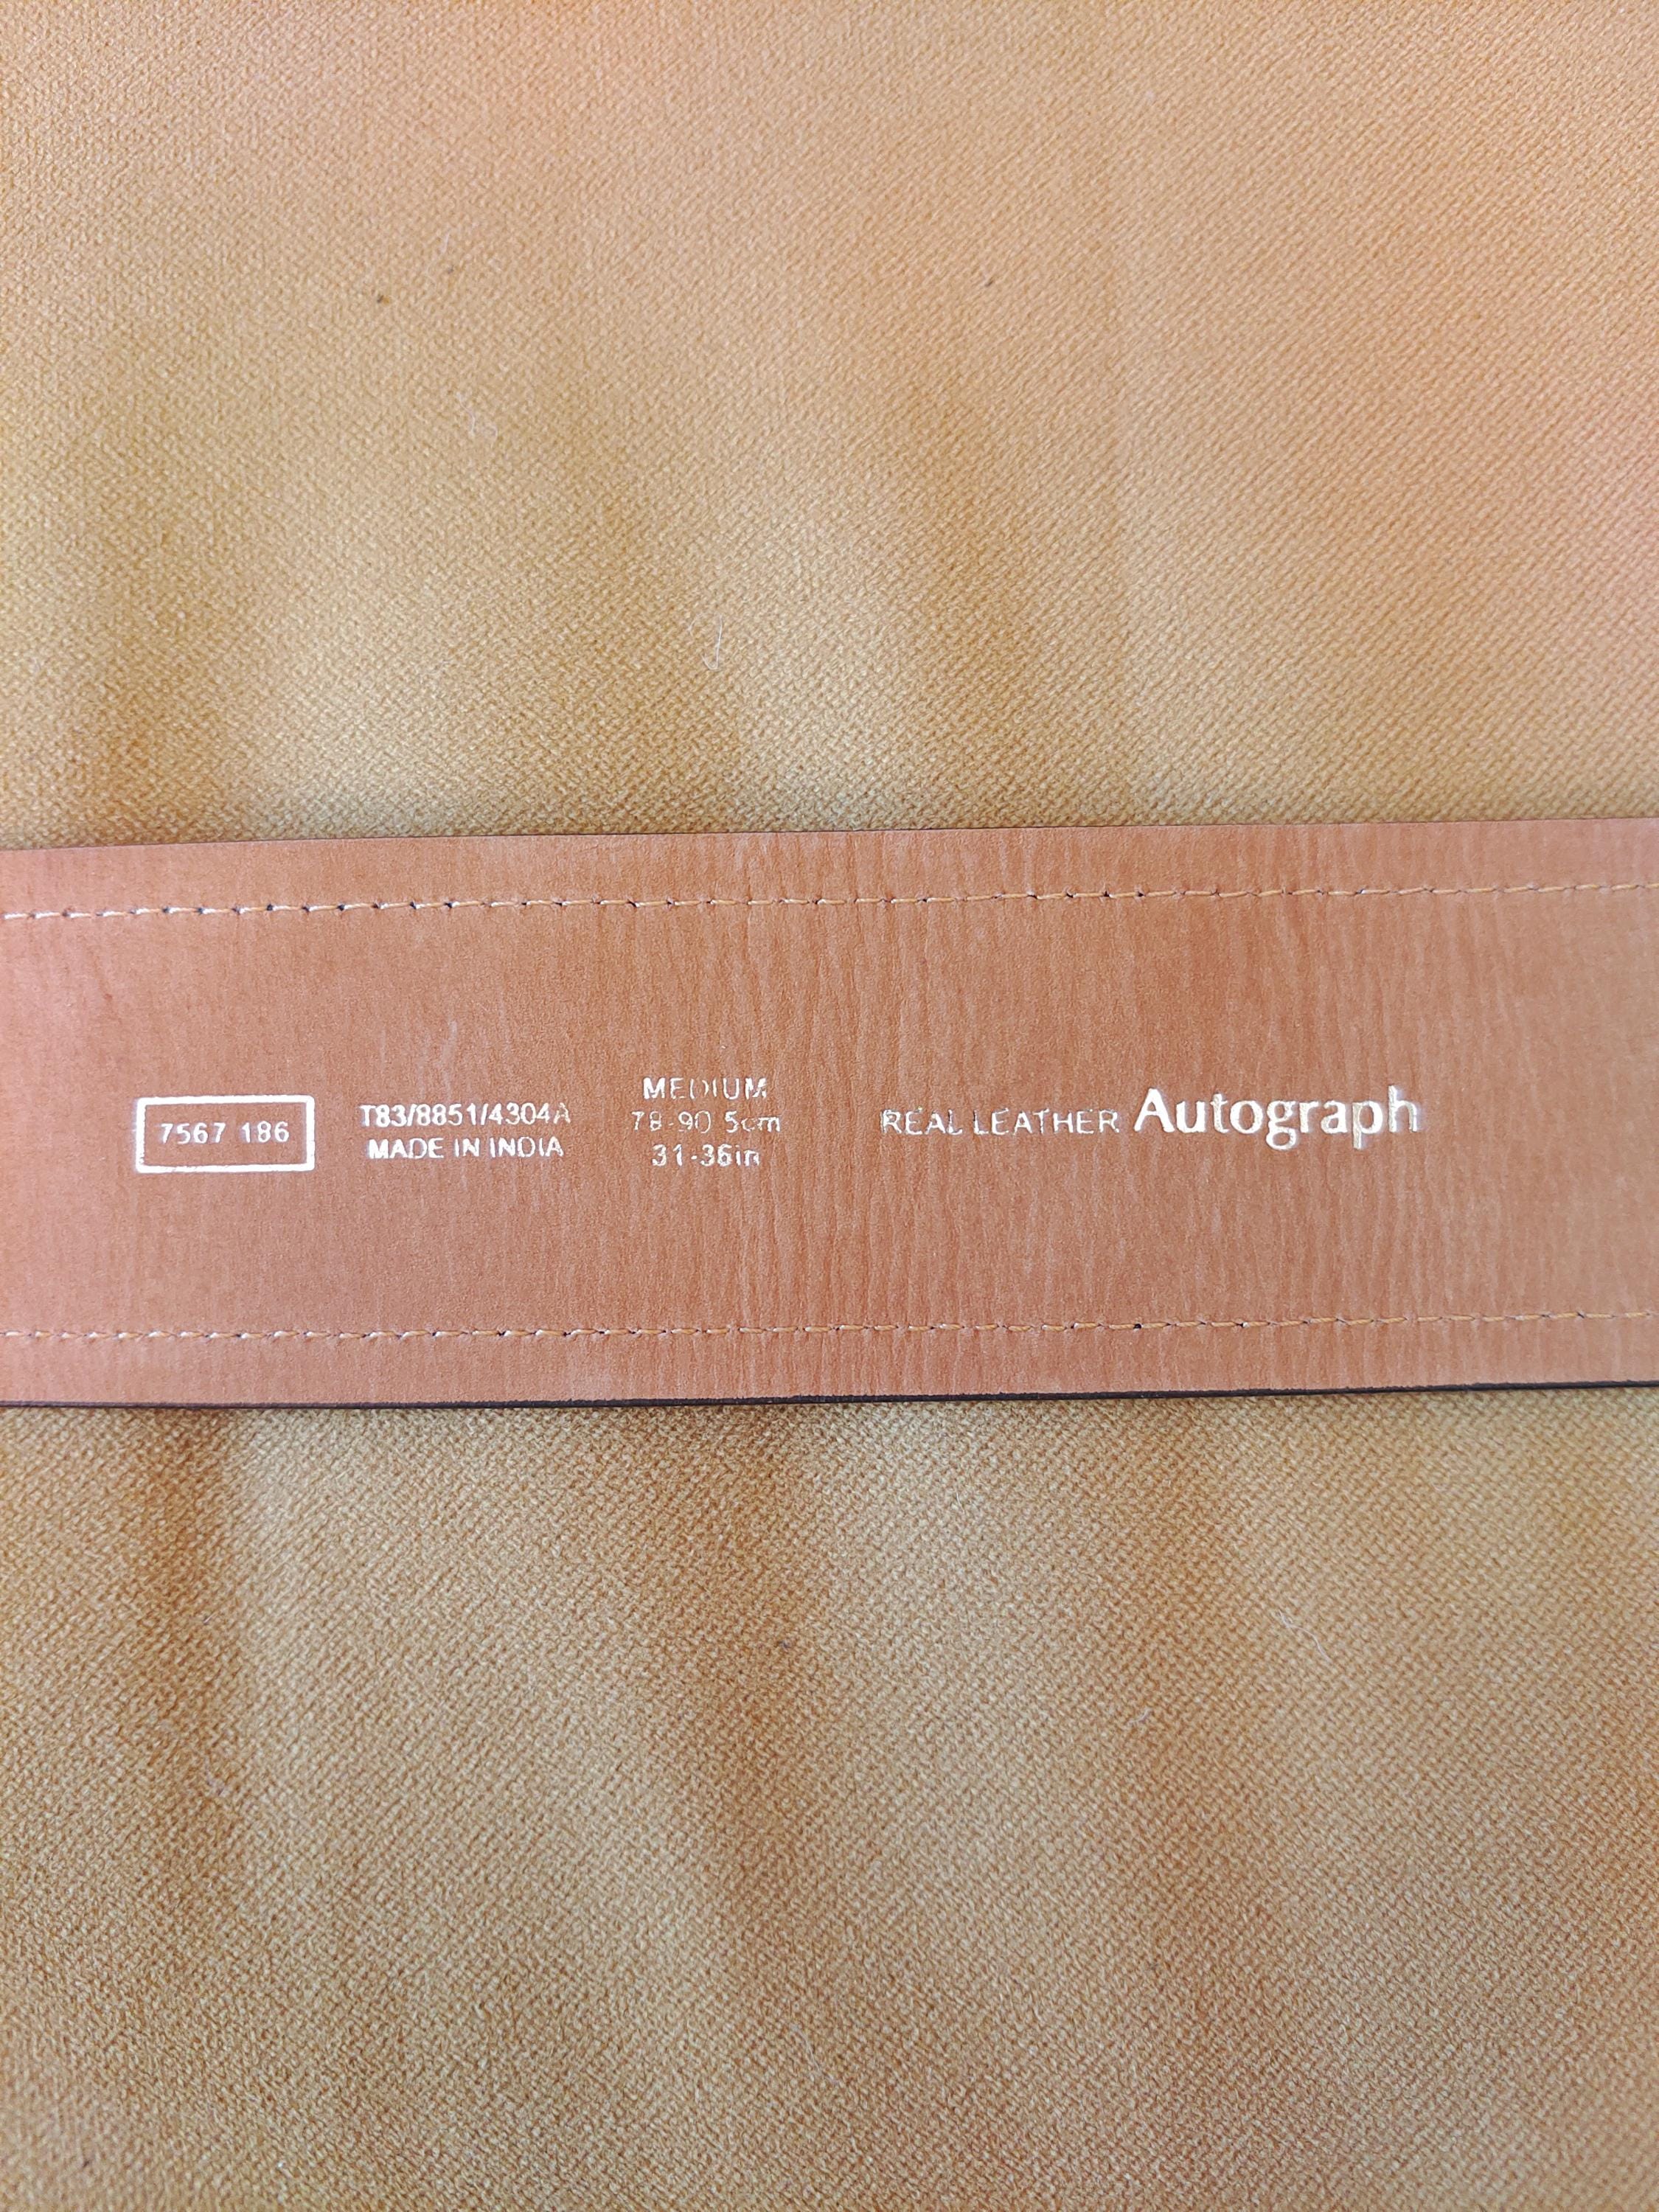 7567 186
T83/8851/4304A
MADE IN INDIA
MEDIUM
78-90.5cm
31-36in
REAL LEATHER Autograph